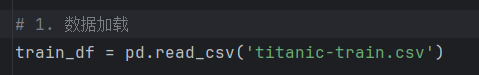 # 1. 数据加载
train_df = pd.read_csv('titanic-train.csv')